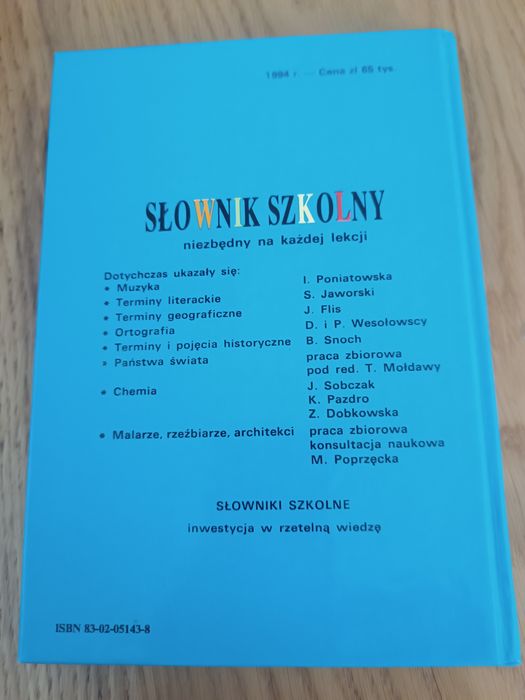 1994 r. — Cena zł 65 tys.
SŁOWNIK SZKOLNY
niezbędny na każdej lekcji
Dotychczas ukazały się:
• Muzyka I. Poniatowska
• Terminy literackie S. Jaworski
• Terminy geograficzne J. Flis
• Ortografia D. i P. Wesołowscy
• Terminy i pojęcia historyczne B. Snoch
• Państwa świata praca zbiorowa
pod red. T. Mołdawy
• Chemia J. Sobczak
K. Pazdro
Z. Dobkowska
• Malarze, rzeźbiarze, architekci praca zbiorowa
konsultacja naukowa
M. Poprzęcka
SŁOWNIKI SZKOLNE
inwestycja w rzetelną wiedzę
ISBN 83-02-05143-8